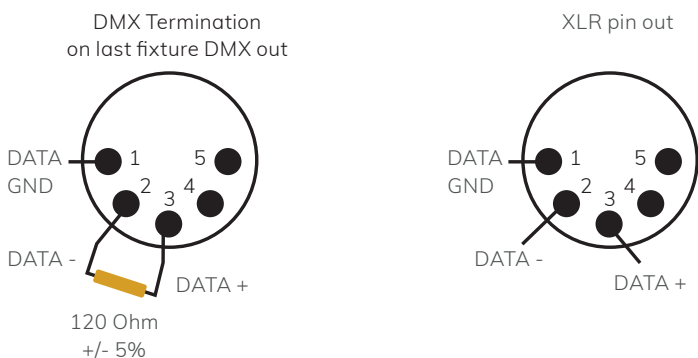 DMX Termination
on last fixture DMX out
DATA
GND
1
2
3
4
5
DATA -
DATA +
120 Ohm
+/- 5%
XLR pin out
DATA
GND
1
2
3
4
5
DATA -
DATA +